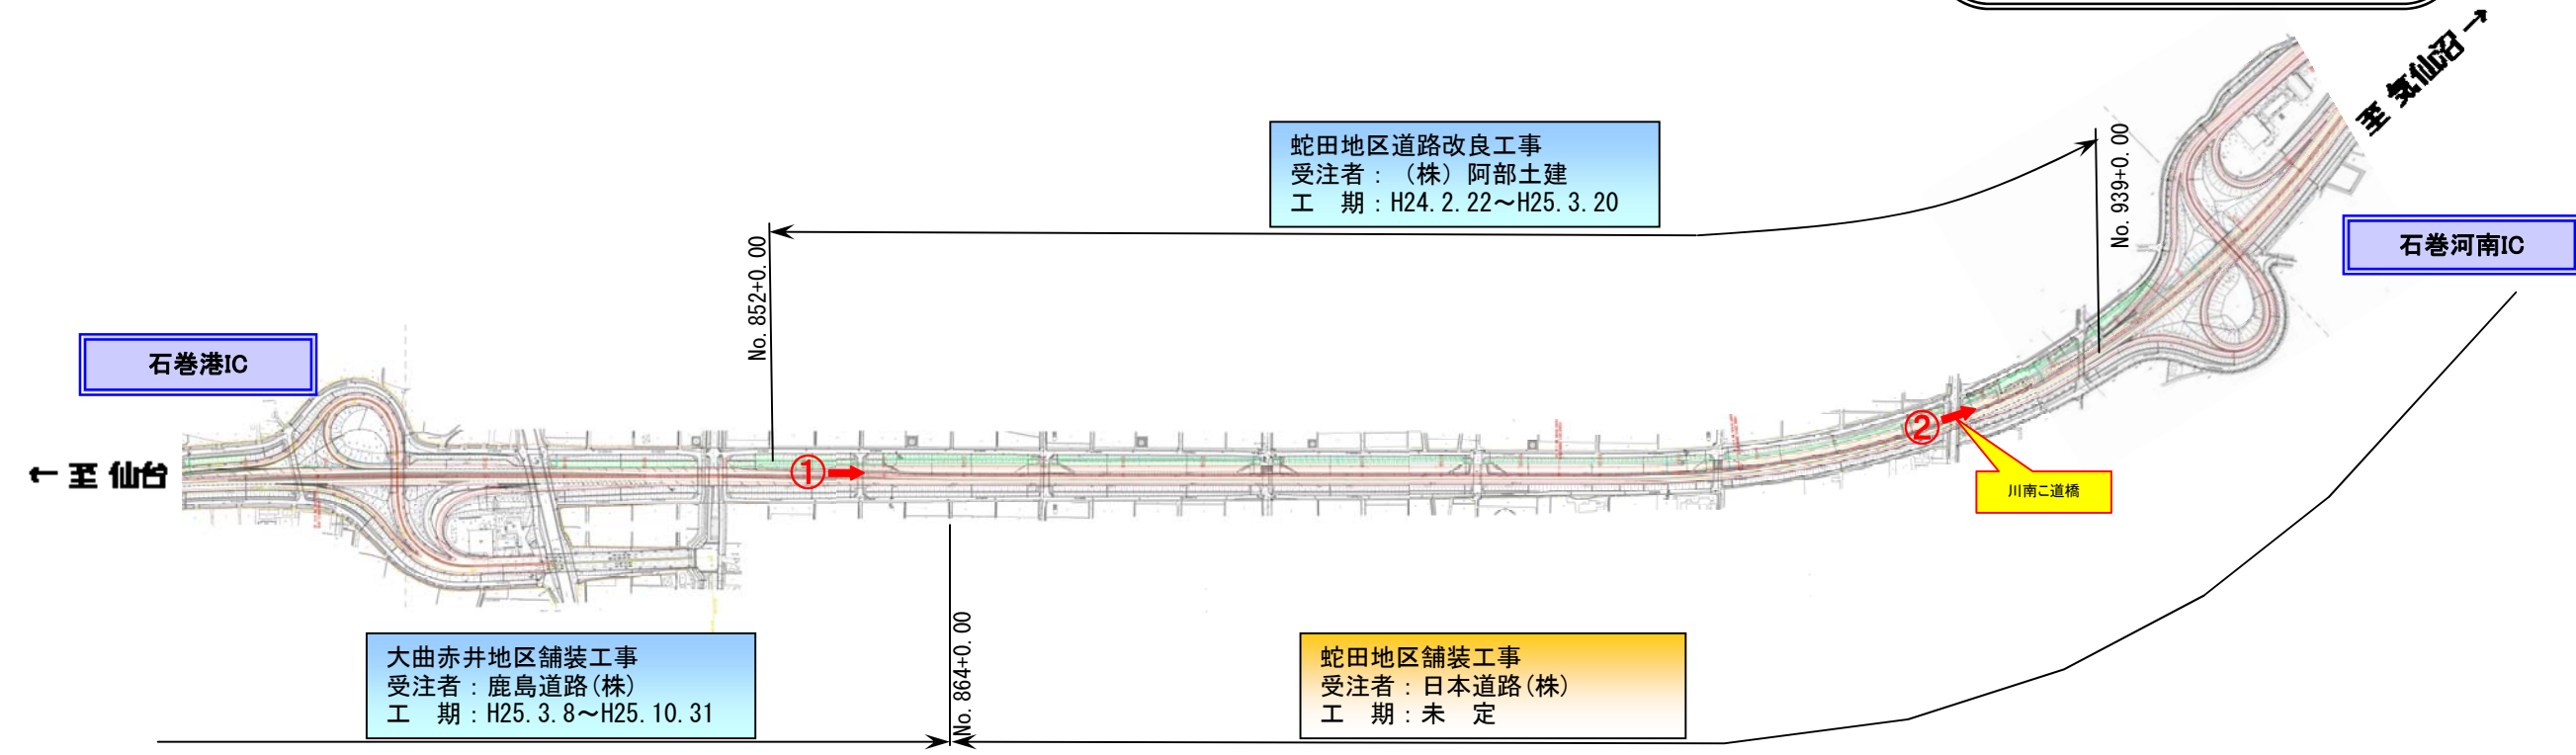 至 気仙沼 →
蛇田地区道路改良工事
受注者：（株）阿部土建
工　期：H24.2.22～H25.3.20
No. 939+0.00
No. 852+0.00
石巻河南IC
石巻港IC
← 至 仙台
①
②
川南こ道橋
No. 864+0.00
大曲赤井地区舗装工事
受注者：鹿島道路(株)
工　期：H25.3.8～H25.10.31
蛇田地区舗装工事
受注者：日本道路(株)
工　期：未　定